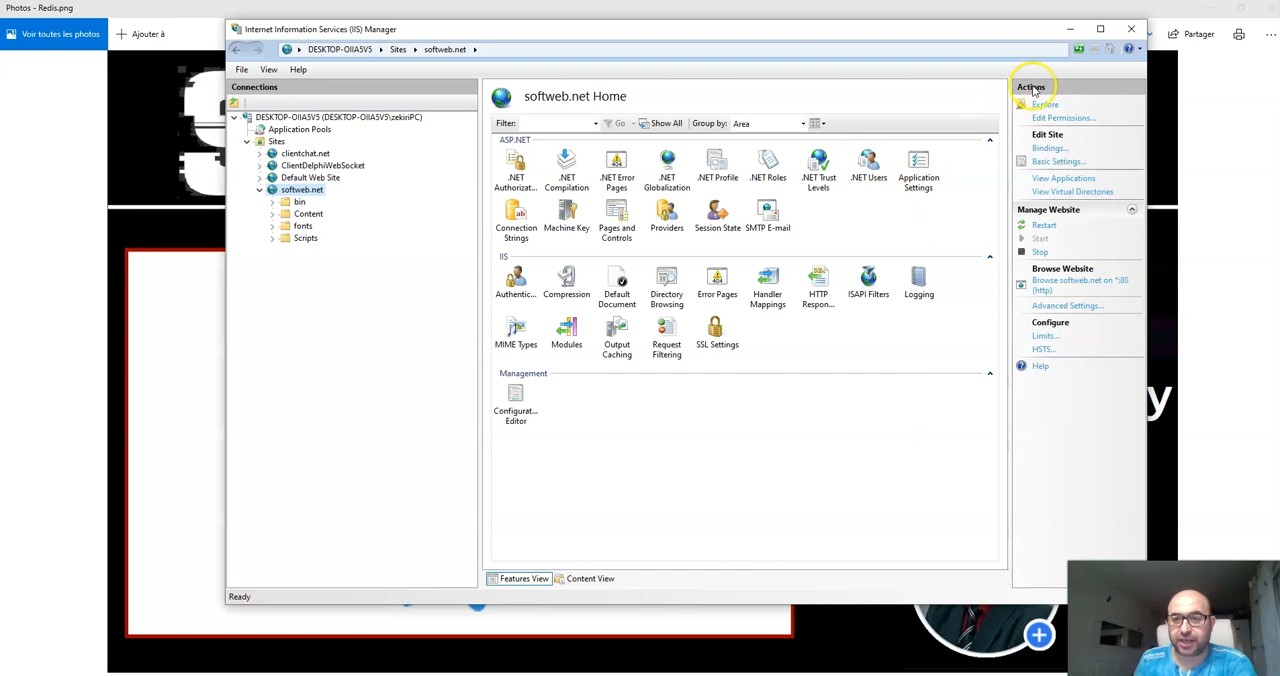 Photos - Redis.png
Voir toutes les photos
Ajouter à
Partager
Internet Information Services (IIS) Manager
DESKTOP-OIIA5V5
Sites
softweb.net
File
View
Help
Connections
DESKTOP-OIIA5V5 (DESKTOP-OIIA5V5\zekiriPC)
Application Pools
Sites
clientchat.net
ClientDelphiWebSocket
Default Web Site
softweb.net
bin
Content
fonts
Scripts
softweb.net Home
Filter:
Go
Show All
Group by:
Area
ASP.NET
.NET Authorizat...
.NET Compilation
.NET Error Pages
.NET Globalization
.NET Profile
.NET Roles
.NET Trust Levels
.NET Users
Application Settings
Connection Strings
Machine Key
Pages and Controls
Providers
Session State
SMTP E-mail
IIS
Authentic...
Compression
Default Document
Directory Browsing
Error Pages
Handler Mappings
HTTP Respon...
ISAPI Filters
Logging
MIME Types
Modules
Output Caching
Request Filtering
SSL Settings
Management
Configurat... Editor
Features View
Content View
Ready
Actions
Explore
Edit Permissions...
Edit Site
Bindings...
Basic Settings...
View Applications
View Virtual Directories
Manage Website
Restart
Start
Stop
Browse Website
Browse softweb.net on *:80
(http)
Advanced Settings...
Configure
Limits...
HSTS...
Help
S
y